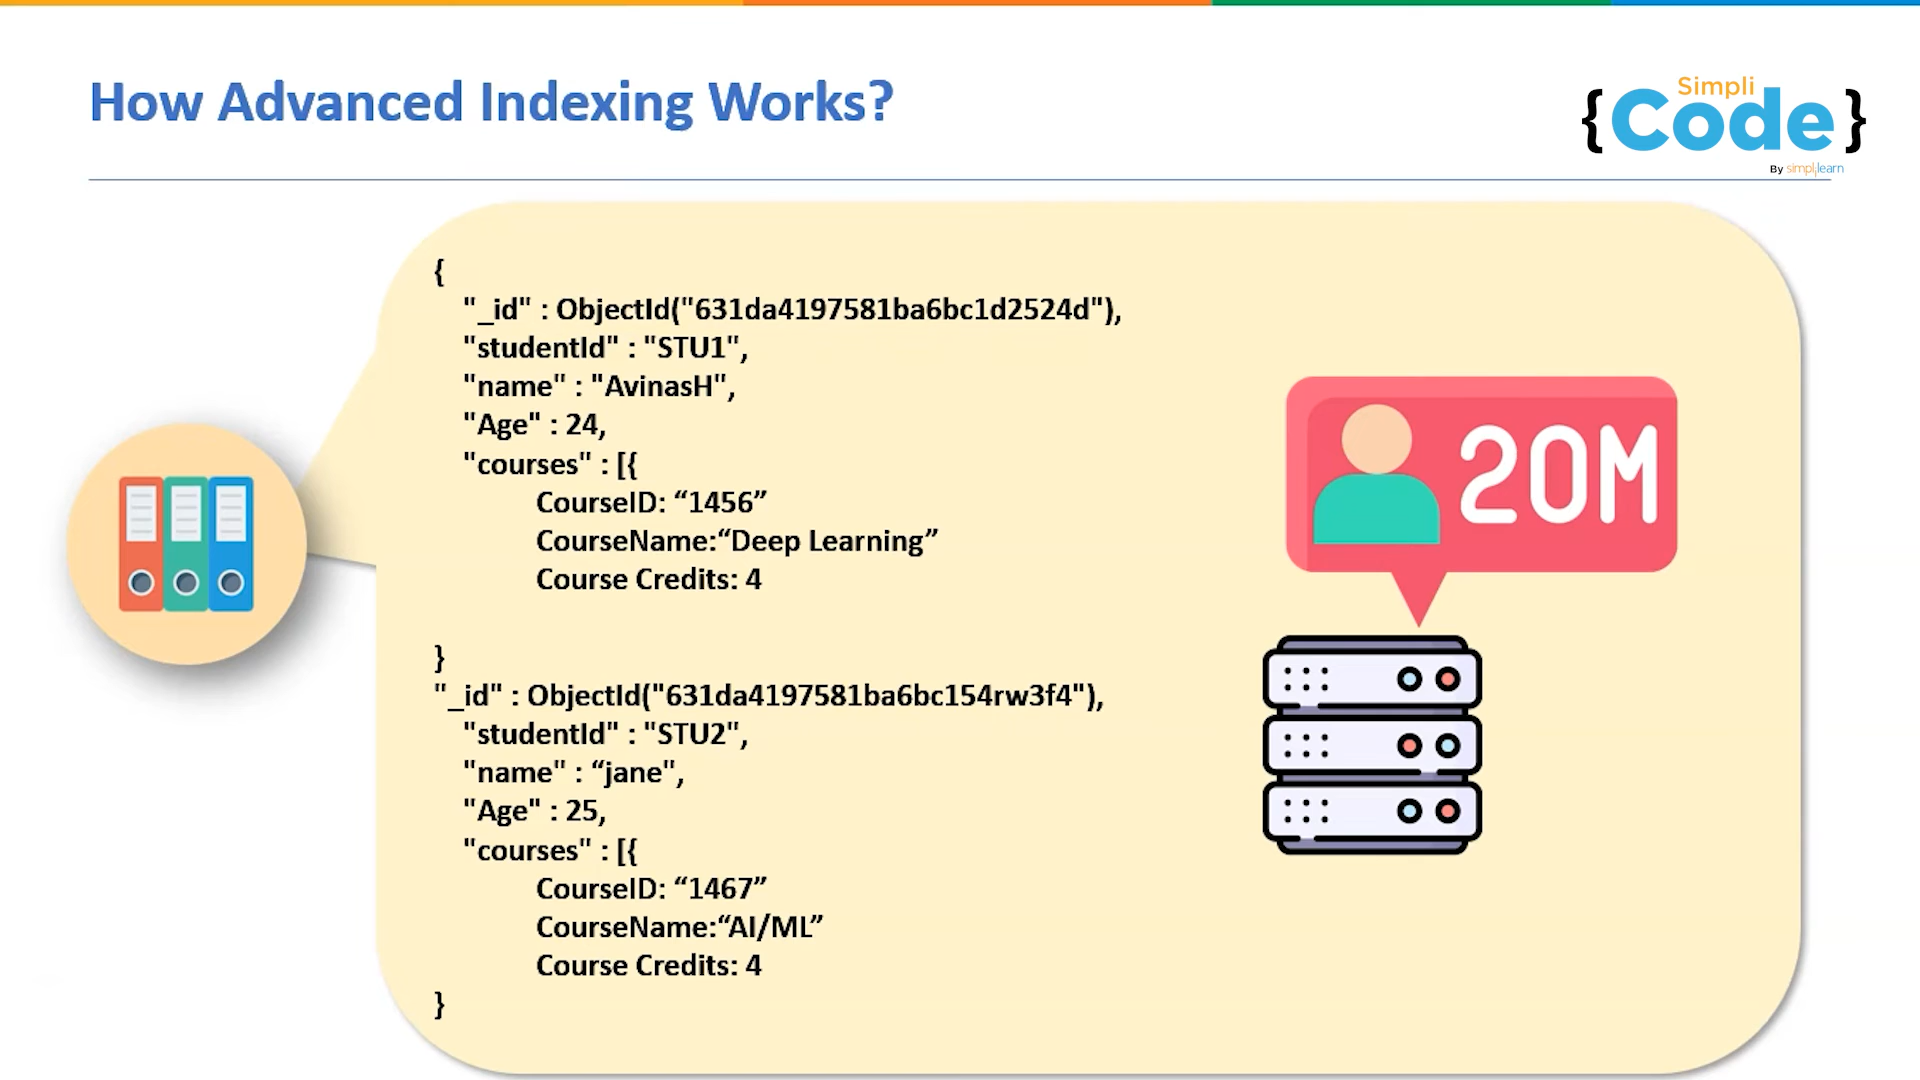 How Advanced Indexing Works?
Simpli
{Code}
By simplilearn
{
"_id" : ObjectId("631da4197581ba6bc1d2524d"),
"studentId" : "STU1",
"name" : "AvinasH",
"Age" : 24,
"courses" : [{
CourseID: “1456”
CourseName:“Deep Learning”
Course Credits: 4
}
"_id" : ObjectId("631da4197581ba6bc154rw3f4"),
"studentId" : "STU2",
"name" : “jane",
"Age" : 25,
"courses" : [{
CourseID: “1467”
CourseName:“AI/ML”
Course Credits: 4
}
20M